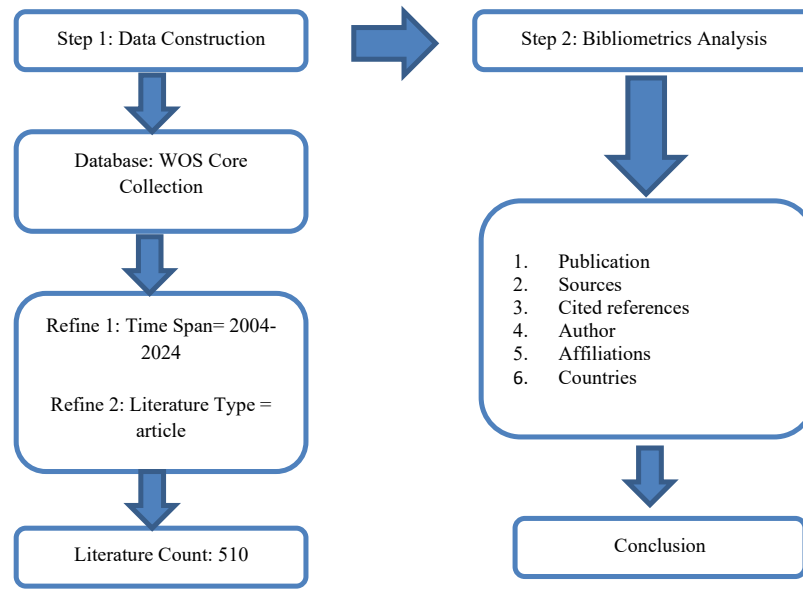 Step 1: Data Construction
Database: WOS Core
Collection
Refine 1: Time Span= 2004-
2024
Refine 2: Literature Type =
article
Literature Count: 510
Step 2: Bibliometrics Analysis
1. Publication
2. Sources
3. Cited references
4. Author
5. Affiliations
6. Countries
Conclusion